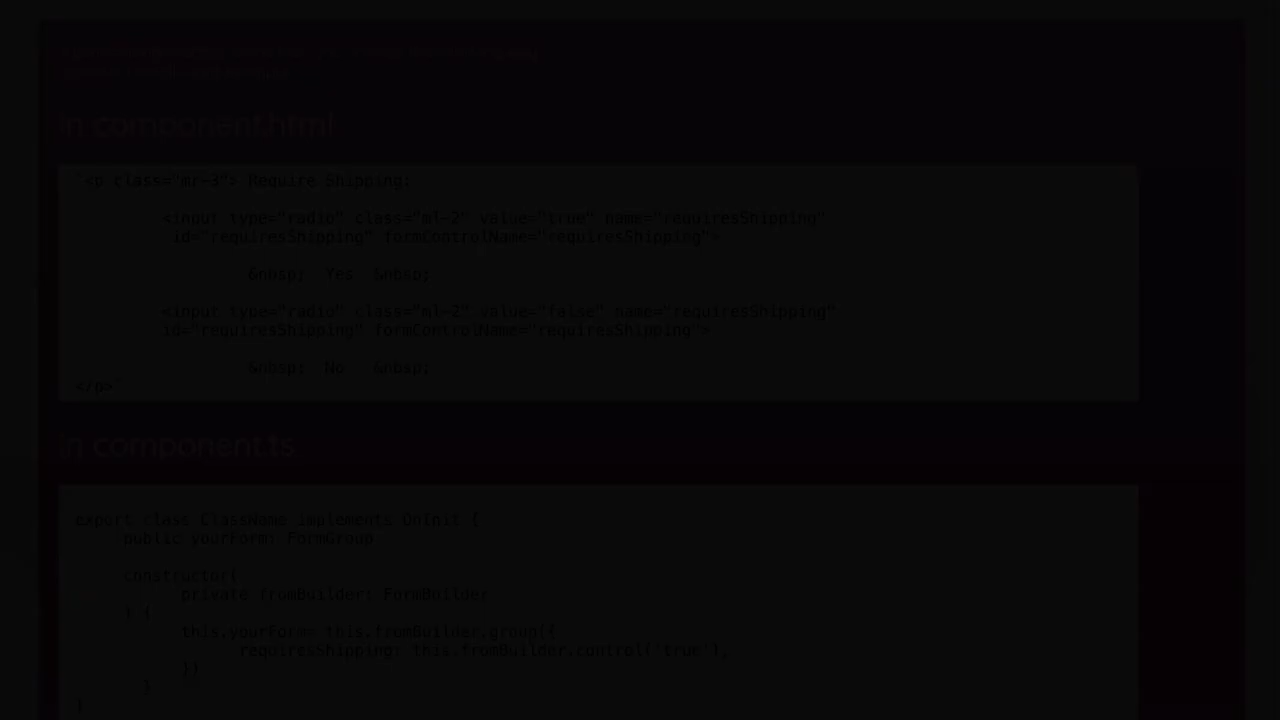 In component.html
`<p class="mr-3"> Require Shipping:
<input type="radio" class="ml-2" value="true" name="requiresShipping"
id="requiresShipping" formControlName="requiresShipping">
&nbsp;  Yes  &nbsp;
<input type="radio" class="ml-2" value="false" name="requiresShipping"
id="requiresShipping" formControlName="requiresShipping">
&nbsp;  No   &nbsp;
</p>`
In component.ts
export class ClassName implements OnInit {
public yourForm: FormGroup
constructor(
private fromBuilder: FormBuilder
) {
this.yourForm= this.fromBuilder.group({
requiresShipping: this.fromBuilder.control('true'),
})
}
}